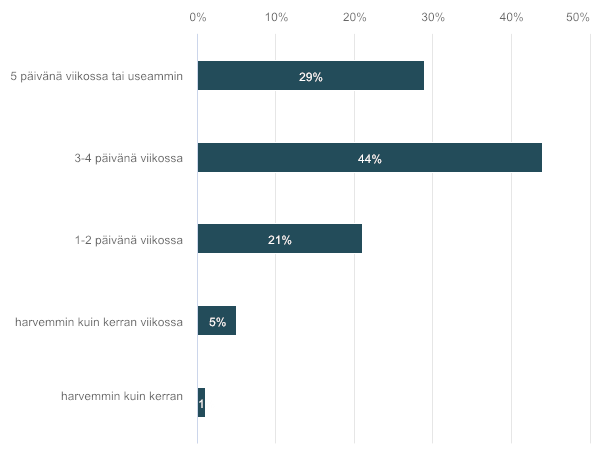 0% 10% 20% 30% 40% 50%
5 päivänä viikossa tai useammin 29%
3-4 päivänä viikossa 44%
1-2 päivänä viikossa 21%
harvemmin kuin kerran viikossa 5%
harvemmin kuin kerran 1